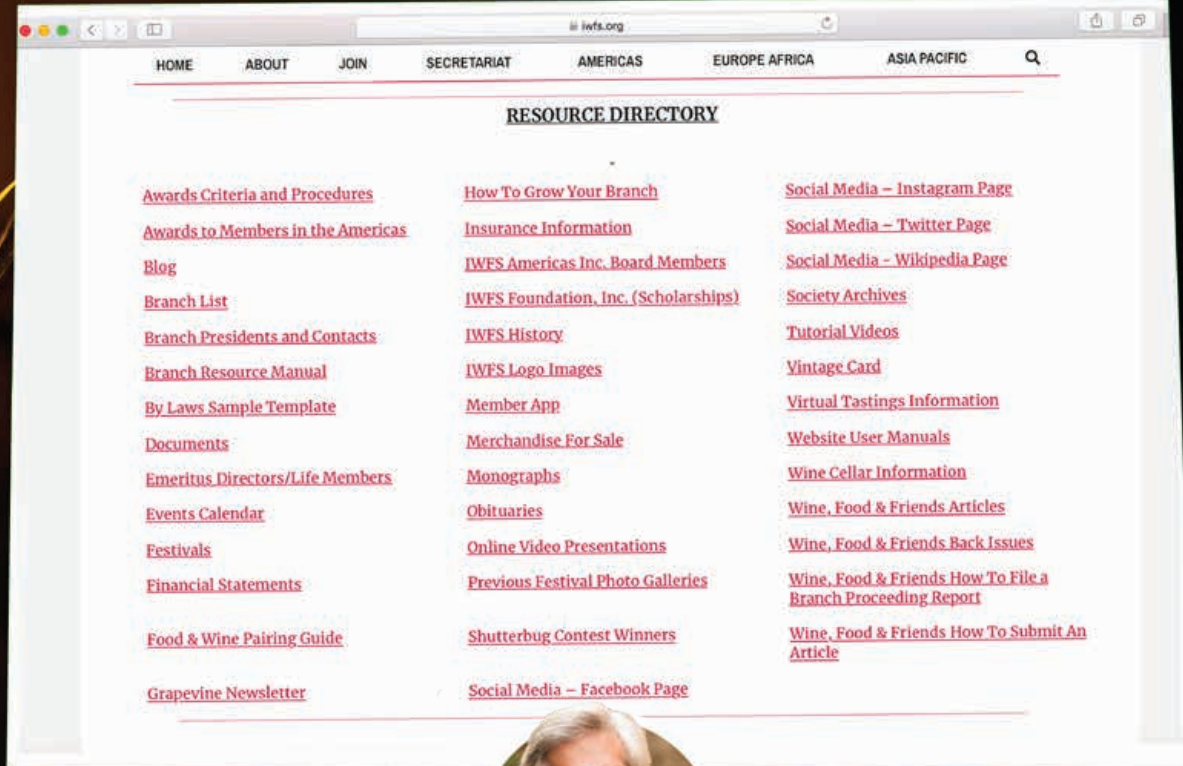 iwfs.org
HOME ABOUT JOIN SECRETARIAT AMERICAS EUROPE AFRICA ASIA PACIFIC
RESOURCE DIRECTORY
Awards Criteria and Procedures
Awards to Members in the Americas
Blog
Branch List
Branch Presidents and Contacts
Branch Resource Manual
By Laws Sample Template
Documents
Emeritus Directors/Life Members
Events Calendar
Festivals
Financial Statements
Food & Wine Pairing Guide
Grapevine Newsletter
How To Grow Your Branch
Insurance Information
IWFS Americas Inc. Board Members
IWFS Foundation, Inc. (Scholarships)
IWFS History
IWFS Logo Images
Member App
Merchandise For Sale
Monographs
Obituaries
Online Video Presentations
Previous Festival Photo Galleries
Shutterbug Contest Winners
Social Media – Facebook Page
Social Media – Instagram Page
Social Media – Twitter Page
Social Media - Wikipedia Page
Society Archives
Tutorial Videos
Vintage Card
Virtual Tastings Information
Website User Manuals
Wine Cellar Information
Wine, Food & Friends Articles
Wine, Food & Friends Back Issues
Wine, Food & Friends How To File a
Branch Proceeding Report
Wine, Food & Friends How To Submit An
Article